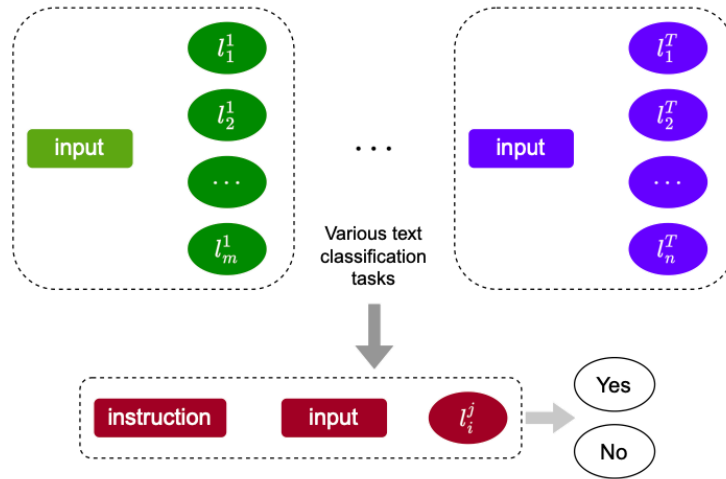 input
l_1^1
l_2^1
...
l_m^1
...
Various text
classification
tasks
input
l_1^T
l_2^T
...
l_n^T
instruction
input
l_i^j
Yes
No